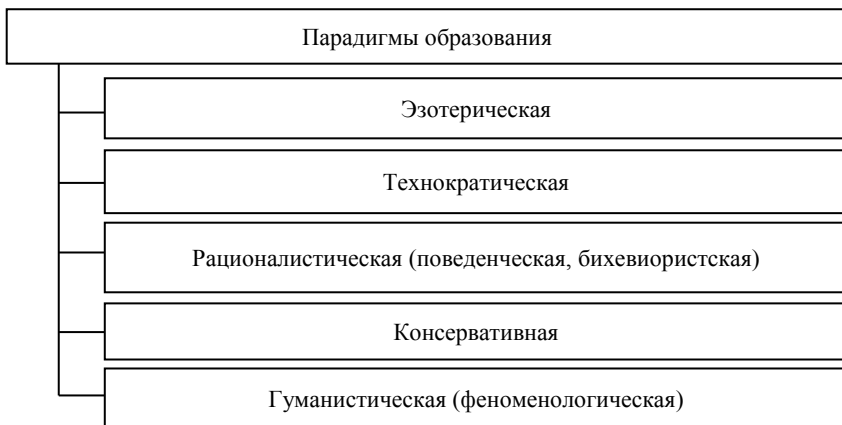 Парадигмы образования
Эзотерическая
Технократическая
Рационалистическая (поведенческая, бихевиористская)
Консервативная
Гуманистическая (феноменологическая)